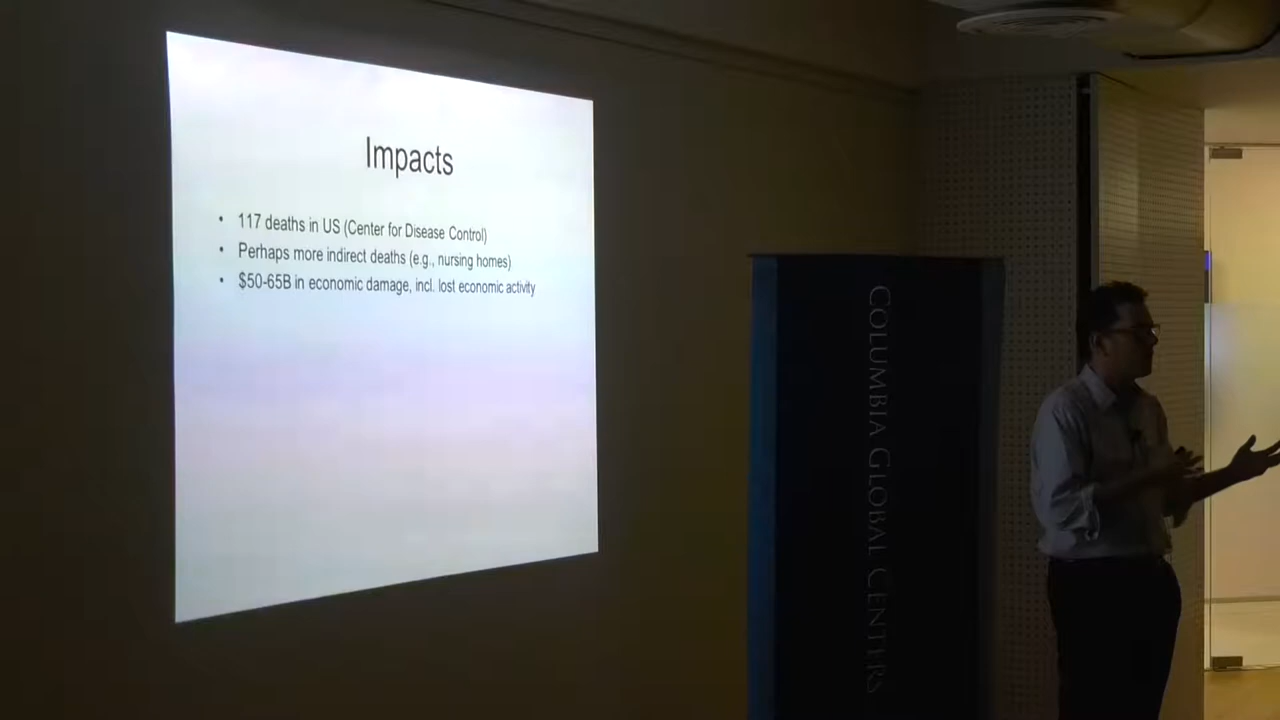 Impacts
• 117 deaths in US (Center for Disease Control)
• Perhaps more indirect deaths (e.g., nursing homes)
• $50-65B in economic damage, incl. lost economic activity
COLUMBIA GLOBAL CENTERS